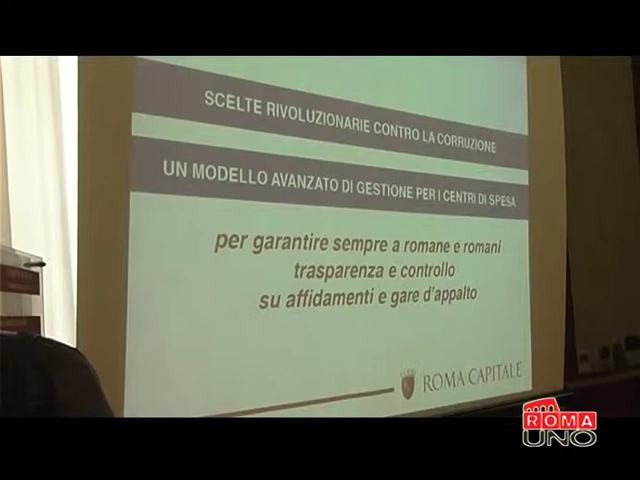 SCELTE RIVOLUZIONARIE CONTRO LA CORRUZIONE
UN MODELLO AVANZATO DI GESTIONE PER I CENTRI DI SPESA
per garantire sempre a romane e romani
trasparenza e controllo
su affidamenti e gare d'appalto
ROMA CAPITALE
ROMA
UNO